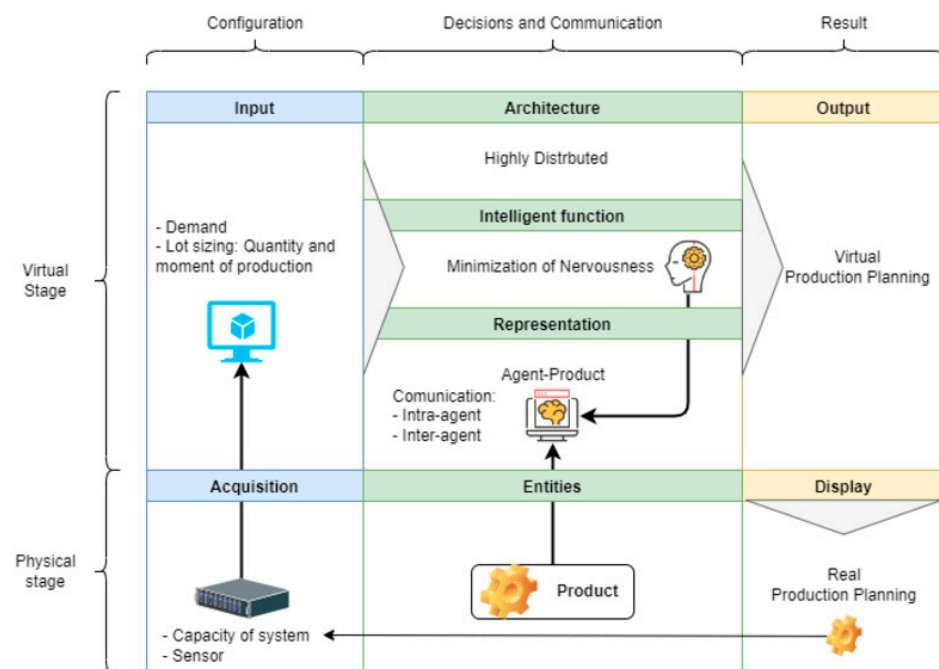 Configuration
Decisions and Communication
Result
Input
Architecture
Output
Highly Distrbuted
Intelligent function
- Demand
- Lot sizing: Quantity and
moment of production
Minimization of Nervousness
Virtual
Production Planning
Virtual
Stage
Representation
Agent-Product
Comunication:
- Intra-agent
- Inter-agent
Acquisition
Entities
Display
Physical
stage
Product
Real
Production Planning
- Capacity of system
- Sensor